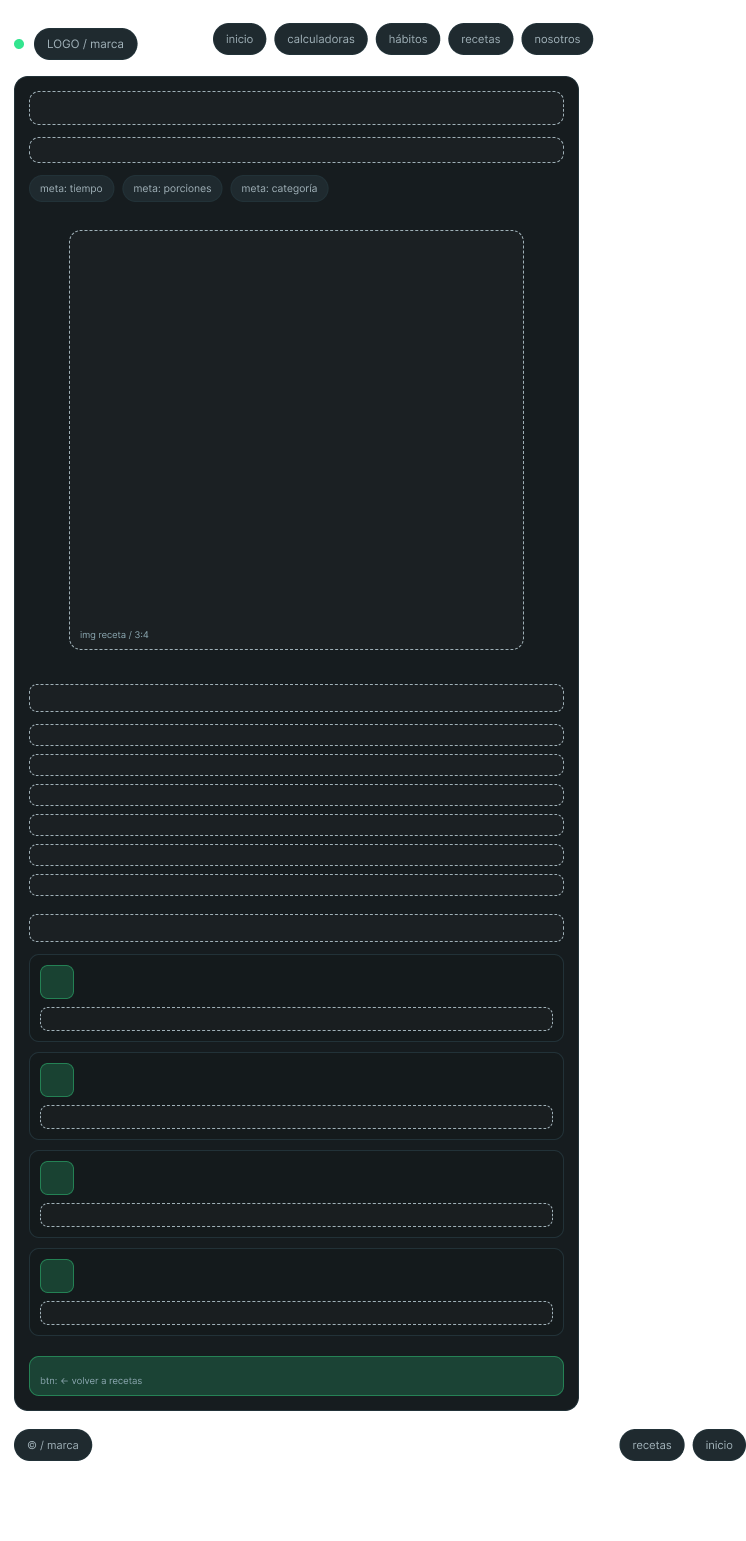 LOGO / marca
inicio
calculadoras
hábitos
recetas
nosotros
meta: tiempo
meta: porciones
meta: categoría
img receta / 3:4
btn: ← volver a recetas
© / marca
recetas
inicio